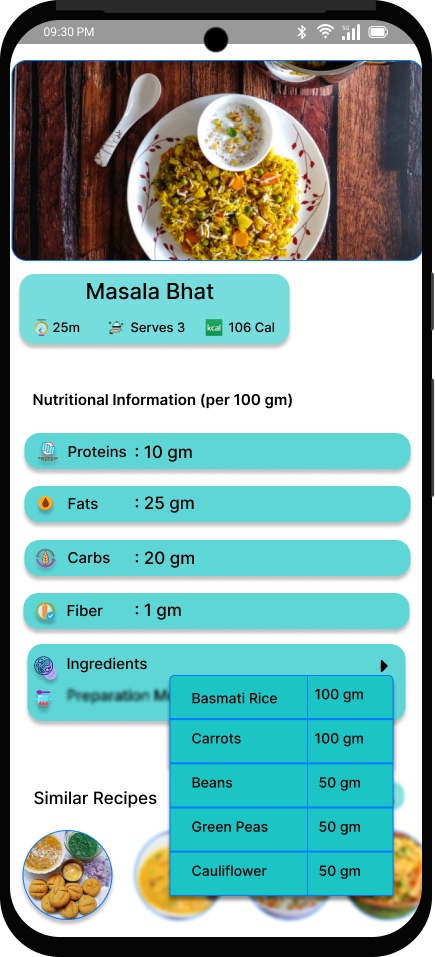 09:30 PM
5G
Masala Bhat
25m Serves 3 kcal 106 Cal
Nutritional Information (per 100 gm)
Proteins : 10 gm
Fats : 25 gm
Carbs : 20 gm
Fiber : 1 gm
Ingredients
Preparation
Basmati Rice 100 gm
Carrots 100 gm
Beans 50 gm
Green Peas 50 gm
Cauliflower 50 gm
Similar Recipes